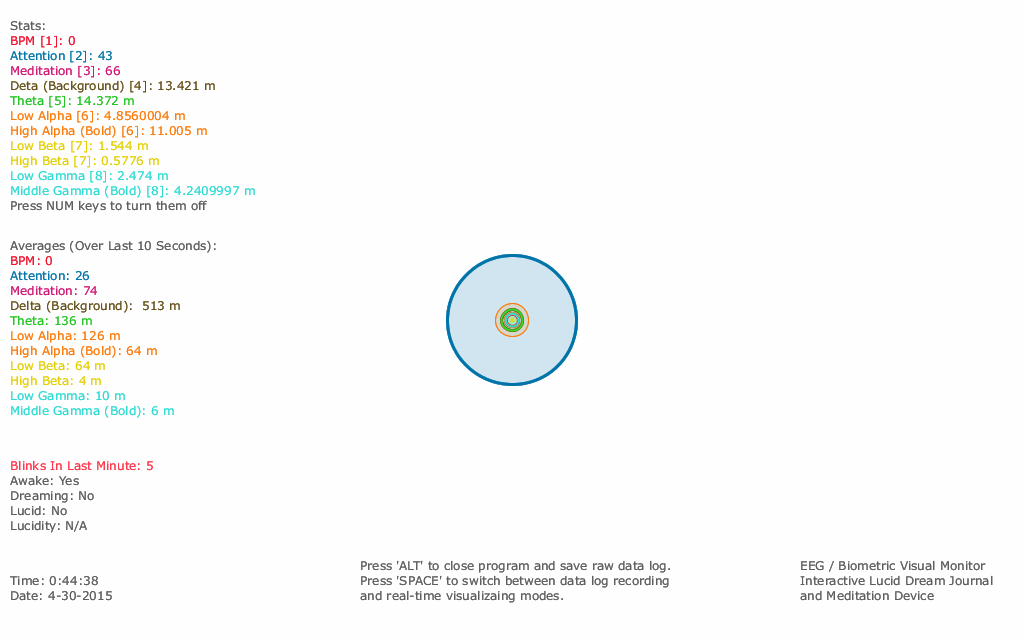 Stats:
BPM [1]: 0
Attention [2]: 43
Meditation [3]: 66
Deta (Background) [4]: 13.421 m
Theta [5]: 14.372 m
Low Alpha [6]: 4.8560004 m
High Alpha (Bold) [6]: 11.005 m
Low Beta [7]: 1.544 m
High Beta [7]: 0.5776 m
Low Gamma [8]: 2.474 m
Middle Gamma (Bold) [8]: 4.2409997 m
Press NUM keys to turn them off
Averages (Over Last 10 Seconds):
BPM: 0
Attention: 26
Meditation: 74
Delta (Background):  513 m
Theta: 136 m
Low Alpha: 126 m
High Alpha (Bold): 64 m
Low Beta: 64 m
High Beta: 4 m
Low Gamma: 10 m
Middle Gamma (Bold): 6 m
Blinks In Last Minute: 5
Awake: Yes
Dreaming: No
Lucid: No
Lucidity: N/A
Time: 0:44:38
Date: 4-30-2015
Press 'ALT' to close program and save raw data log.
Press 'SPACE' to switch between data log recording
and real-time visualizaing modes.
EEG / Biometric Visual Monitor
Interactive Lucid Dream Journal
and Meditation Device